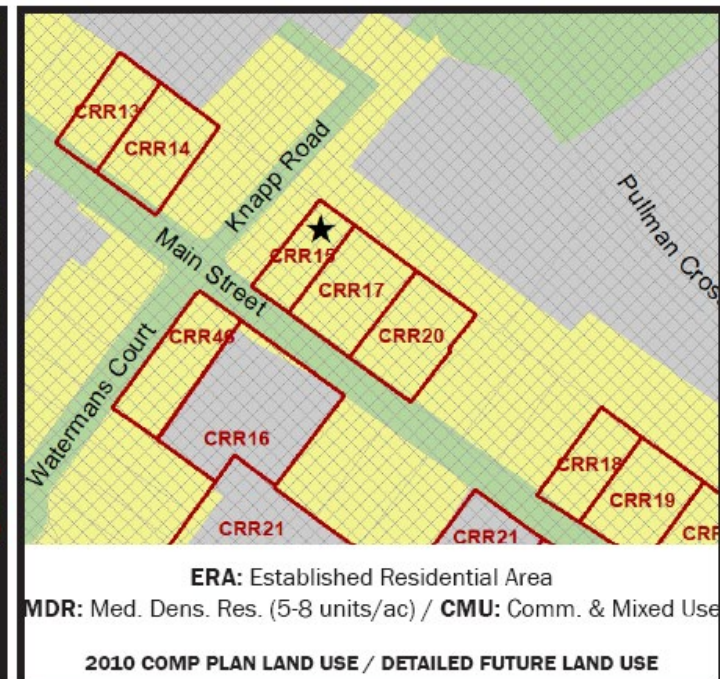 CRR13
CRR14
Knapp Road
Pullman Cros
Main Street
CRR15
CRR17
CRR20
Watermans Court
CRR46
CRR16
CRR18
CRR19
CRR21
CRR21
CRR
ERA: Established Residential Area
MDR: Med. Dens. Res. (5-8 units/ac) / CMU: Comm. & Mixed Use
2010 COMP PLAN LAND USE / DETAILED FUTURE LAND USE